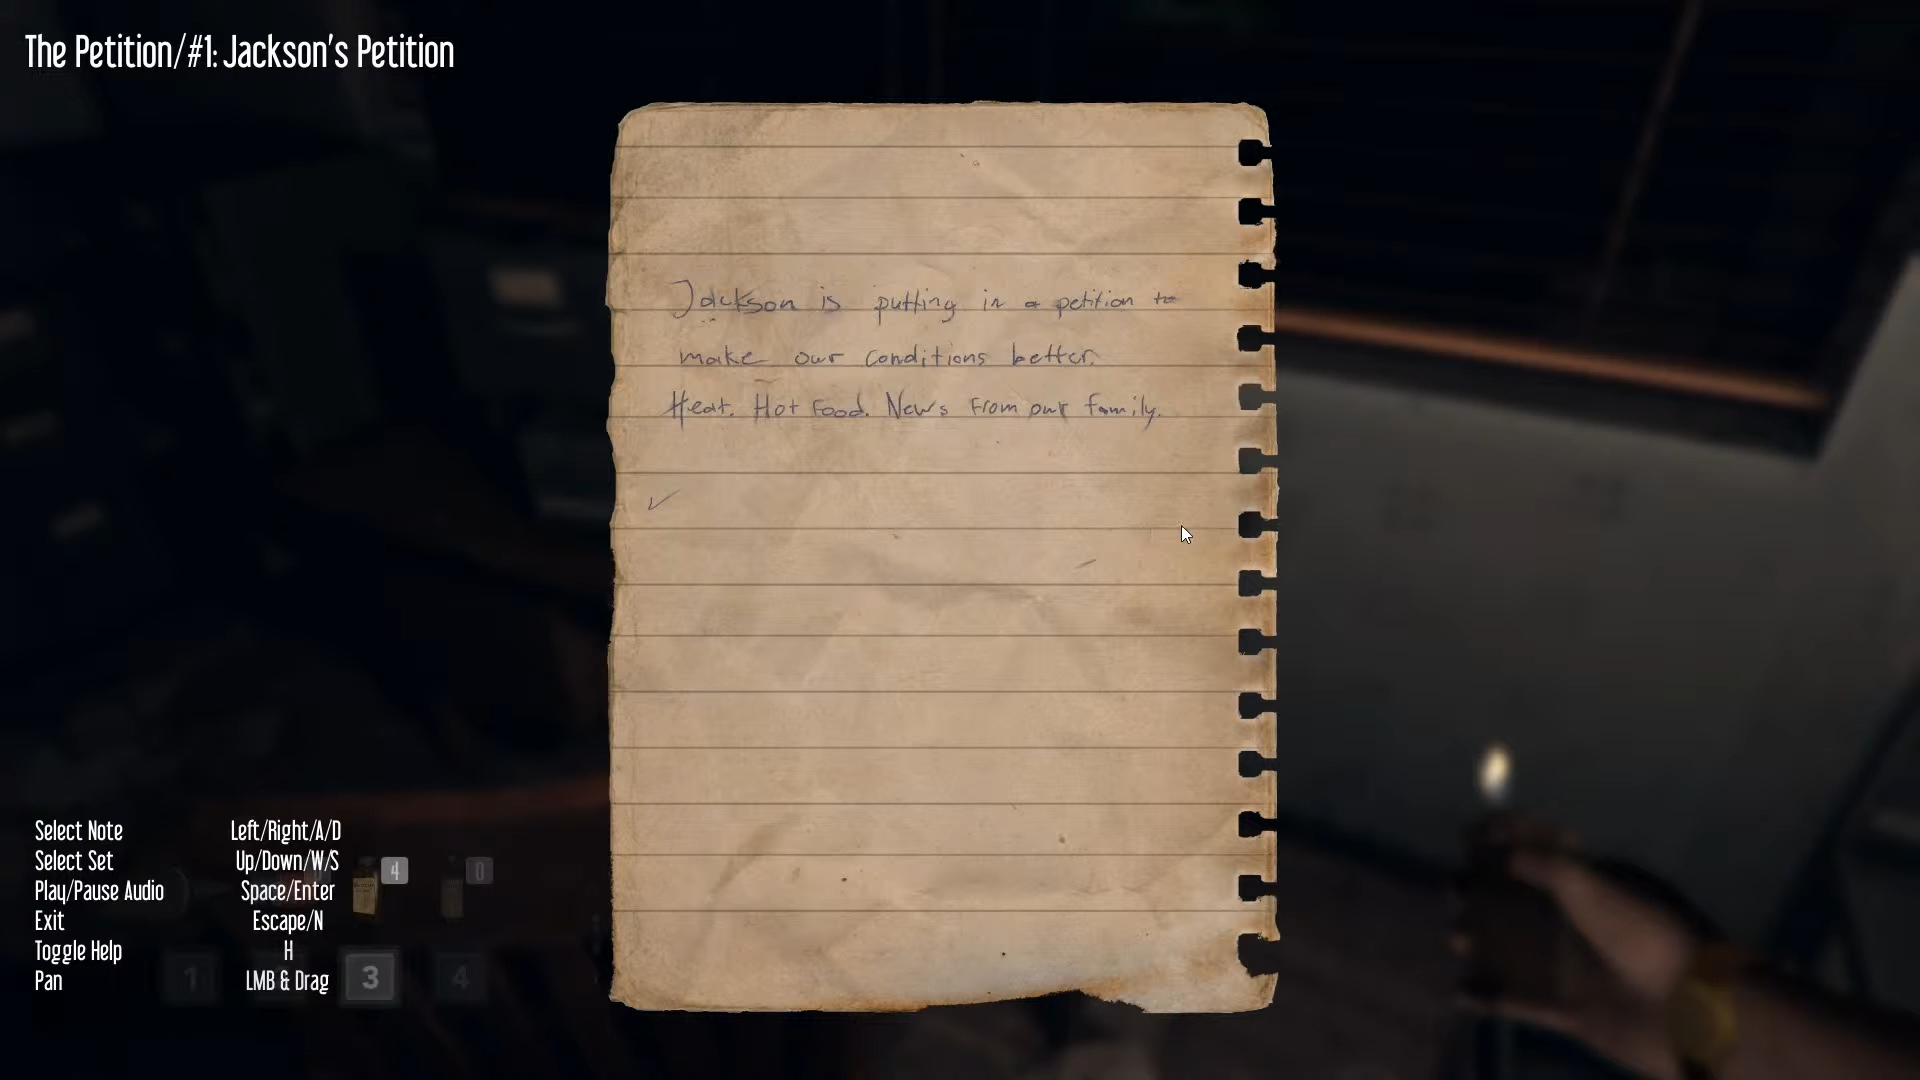 The Petition/#1: Jackson's Petition
Jackson is putting in a petition to
make our conditions better.
Heat. Hot Food. News From our family.
Select Note Left/Right/A/D
Select Set Up/Down/W/S
Play/Pause Audio Space/Enter
Exit Escape/N
Toggle Help H
Pan LMB & Drag
4
0
1
3
4